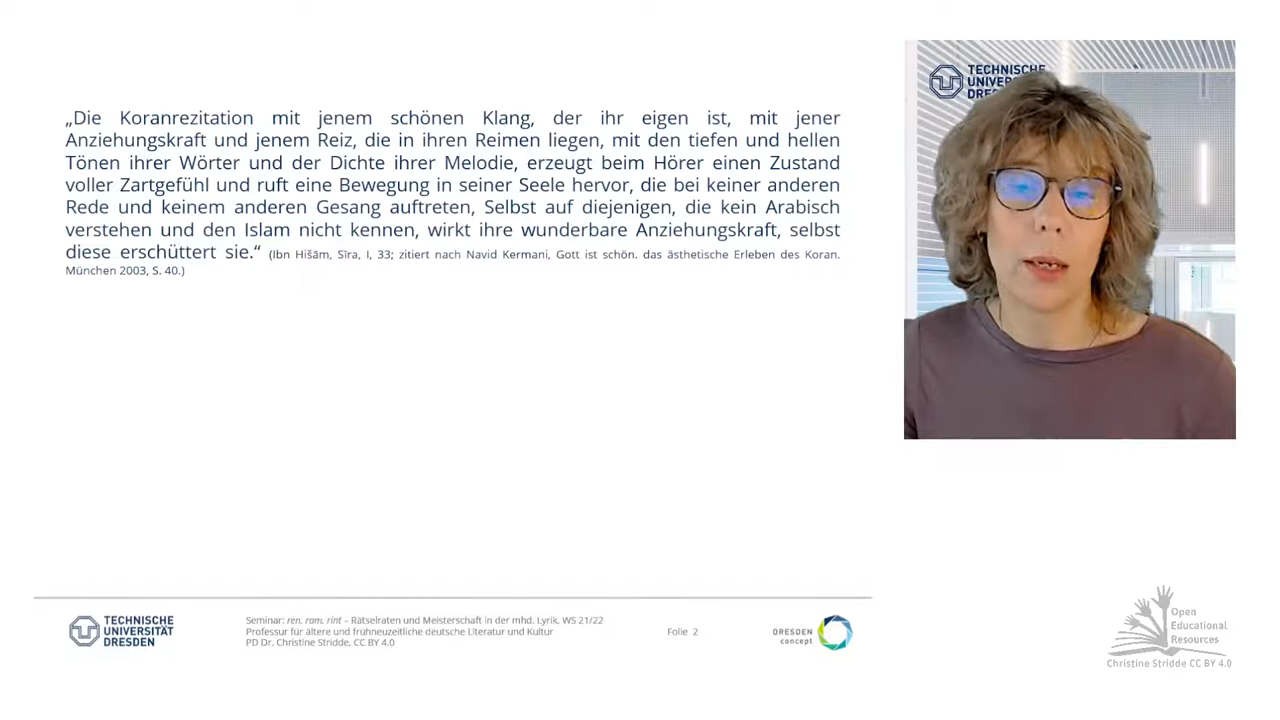 „Die Koranrezitation mit jenem schönen Klang, der ihr eigen ist, mit jener
Anziehungskraft und jenem Reiz, die in ihren Reimen liegen, mit den tiefen und hellen
Tönen ihrer Wörter und der Dichte ihrer Melodie, erzeugt beim Hörer einen Zustand
voller Zartgefühl und ruft eine Bewegung in seiner Seele hervor, die bei keiner anderen
Rede und keinem anderen Gesang auftreten, Selbst auf diejenigen, die kein Arabisch
verstehen und den Islam nicht kennen, wirkt ihre wunderbare Anziehungskraft, selbst
diese erschüttert sie.“ (Ibn Hišām, Sīra, I, 33; zitiert nach Navid Kermani, Gott ist schön. das ästhetische Erleben des Koran.
München 2003, S. 40.)
TECHNISCHE
UNIVERS
DRESD
TECHNISCHE
UNIVERSITÄT
DRESDEN
Seminar: ren. ram. rint – Rätselraten und Meisterschaft in der mhd. Lyrik, WS 21/22
Professur für ältere und frühneuzeitliche deutsche Literatur und Kultur
PD Dr. Christine Stridde, CC BY 4.0
Folie 2
DRESDEN
concept
Open
Educational
Resources
Christine Stridde CC BY 4.0